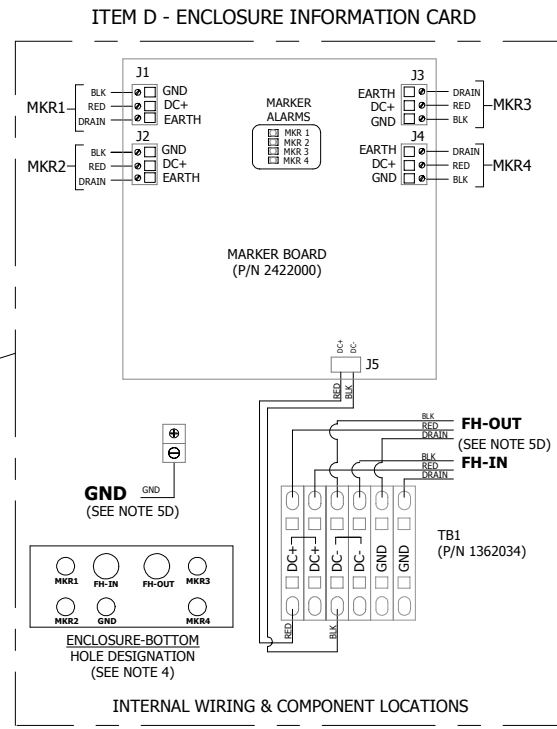 ITEM D - ENCLOSURE INFORMATION CARD
J1
BLK GND
MKR1 RED DC+
DRAIN EARTH
J2
BLK GND
MKR2 RED DC+
DRAIN EARTH
MARKER
ALARMS
MKR 1
MKR 2
MKR 3
MKR 4
J3
EARTH DRAIN
DC+ RED MKR3
GND BLK
J4
EARTH DRAIN
DC+ RED MKR4
GND BLK
MARKER BOARD
(P/N 2422000)
DC+ DC-
J5
RED BLK
BLK
RED FH-OUT
DRAIN
(SEE NOTE 5D)
BLK
RED FH-IN
DRAIN
GND GND
(SEE NOTE 5D)
DC+ DC+ DC- DC- GND GND
TB1
(P/N 1362034)
RED BLK
MKR1 FH-IN FH-OUT MKR3
MKR2 GND MKR4
ENCLOSURE-BOTTOM
HOLE DESIGNATION
(SEE NOTE 4)
INTERNAL WIRING & COMPONENT LOCATIONS